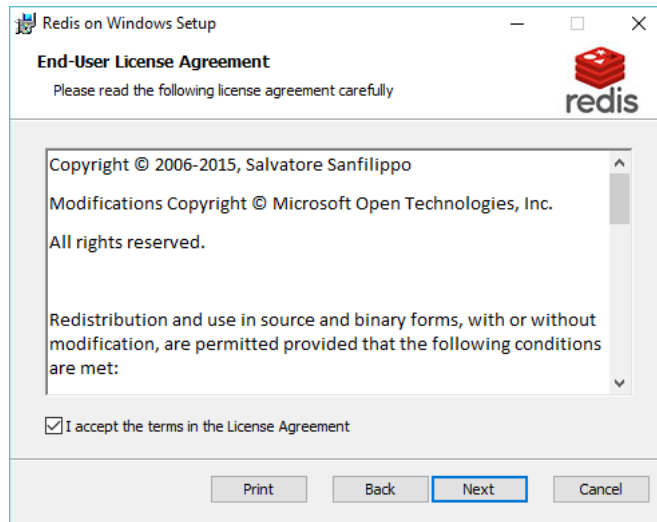 Redis on Windows Setup
End-User License Agreement
Please read the following license agreement carefully
redis
Copyright © 2006-2015, Salvatore Sanfilippo
Modifications Copyright © Microsoft Open Technologies, Inc.
All rights reserved.
Redistribution and use in source and binary forms, with or without
modification, are permitted provided that the following conditions
are met:
I accept the terms in the License Agreement
Print Back Next Cancel